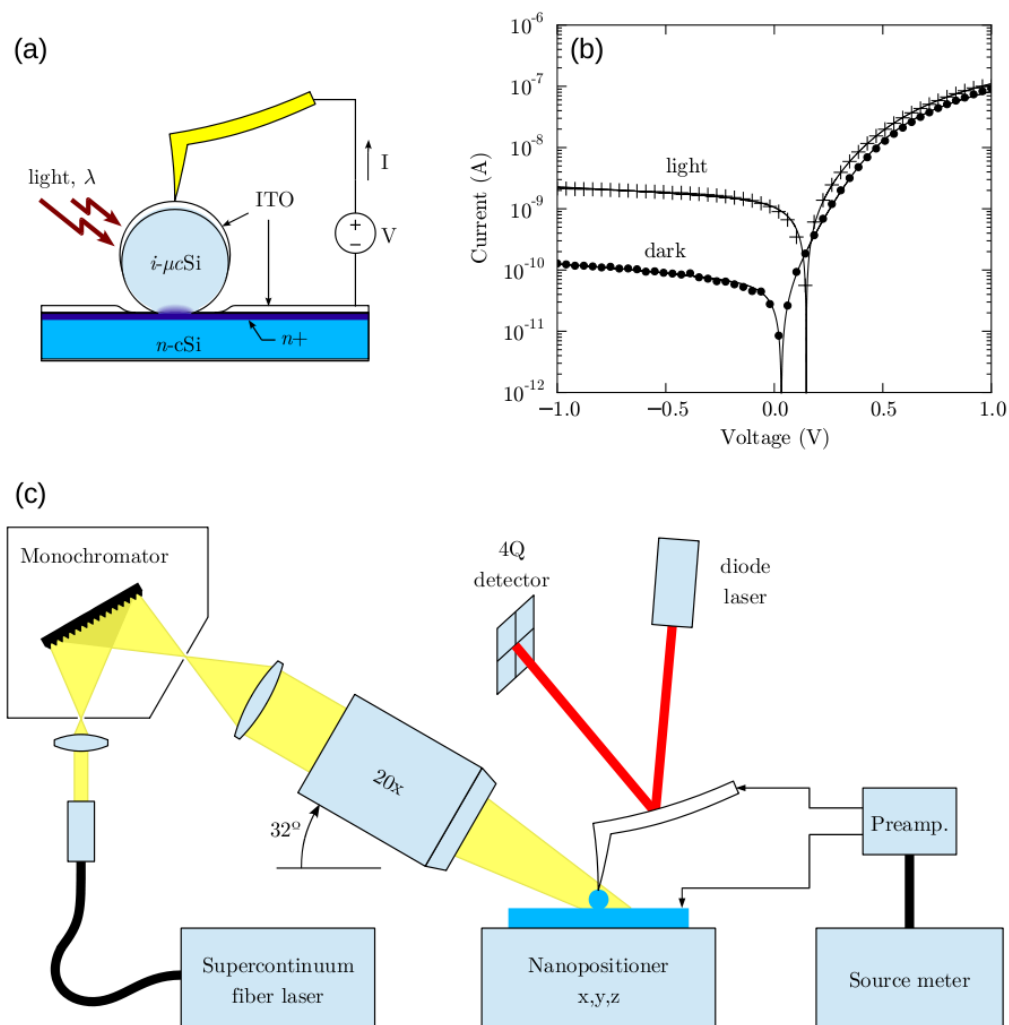 (a)
I
light, λ
ITO
V
+
−
i-μcSi
n+
n-cSi
(b)
10⁻⁶
10⁻⁷
10⁻⁸
10⁻⁹
10⁻¹⁰
10⁻¹¹
10⁻¹²
Current (A)
light
dark
−1.0 −0.5 0.0 0.5 1.0
Voltage (V)
(c)
Monochromator
4Q
detector
diode
laser
20x
32º
Preamp.
Supercontinuum
fiber laser
Nanopositioner
x,y,z
Source meter